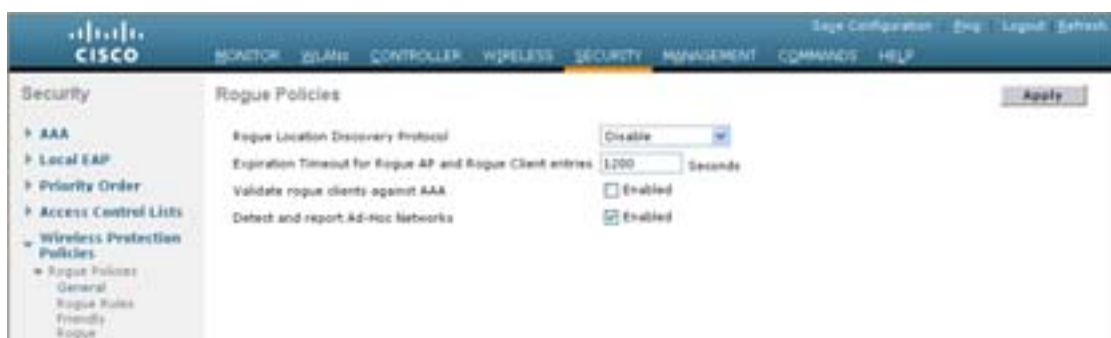 Save Configuration Ping Logout Refresh
CISCO
MONITOR WLANs CONTROLLER WIRELESS SECURITY MANAGEMENT COMMANDS HELP
Security
AAA
Local EAP
Priority Order
Access Control Lists
Wireless Protection
Policies
Rogue Policies
General
Rogue Rules
Friendly
Rogue
Rogue Policies
Apply
Rogue Location Discovery Protocol Disable
Expiration Timeout for Rogue AP and Rogue Client entries 1200 Seconds
Validate rogue clients against AAA Enabled
Detect and report Ad-Hoc Networks Enabled